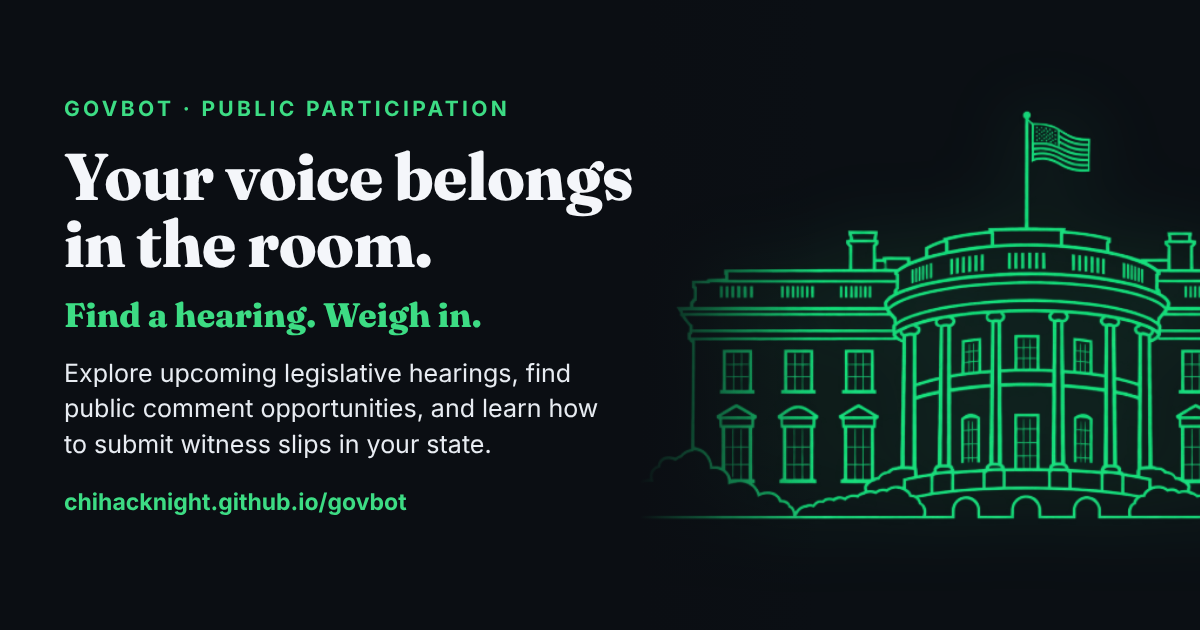 GOVBOT · PUBLIC PARTICIPATION
Your voice belongs
in the room.
Find a hearing. Weigh in.
Explore upcoming legislative hearings, find
public comment opportunities, and learn how
to submit witness slips in your state.
chihacknight.github.io/govbot